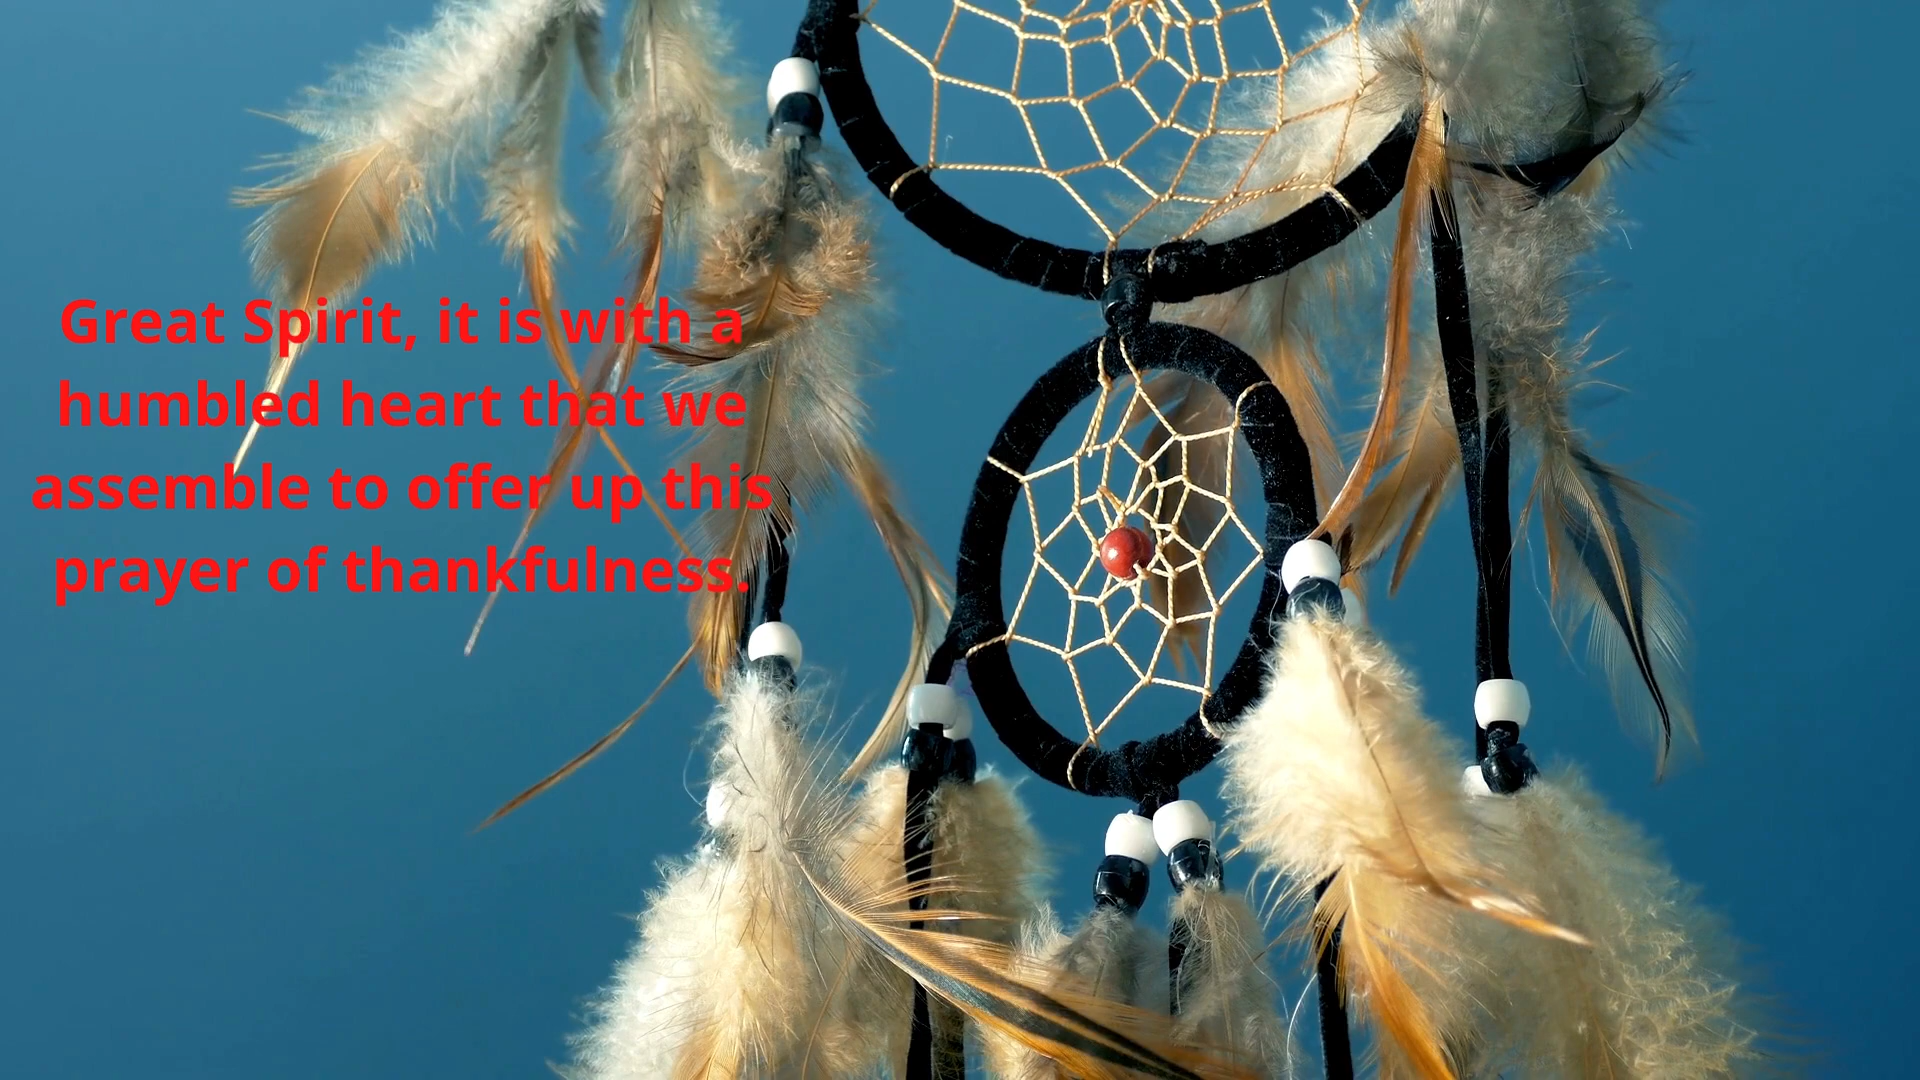 Great Spirit, it is with a
humbled heart that we
assemble to offer up this
prayer of thankfulness.